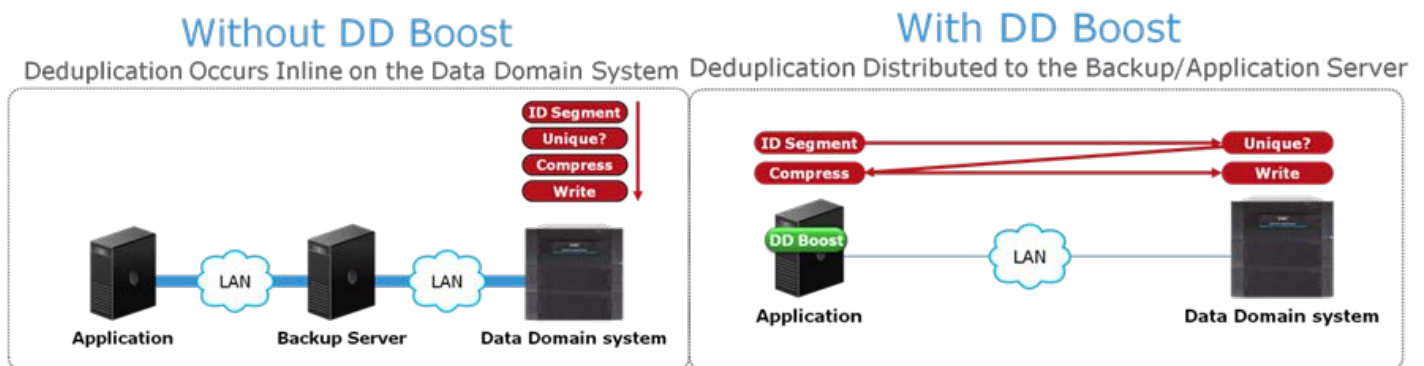 Without DD Boost
Deduplication Occurs Inline on the Data Domain System
ID Segment
Unique?
Compress
Write
LAN
LAN
Application
Backup Server
Data Domain system
With DD Boost
Deduplication Distributed to the Backup/Application Server
ID Segment
Unique?
Compress
Write
DD Boost
LAN
Application
Data Domain system